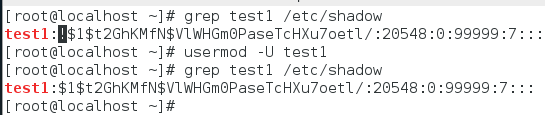 [root@localhost ~]# grep test1 /etc/shadow
test1:!$1$t2GhKMfN$VlWHGm0PaseTcHXu7oetl/:20548:0:99999:7:::
[root@localhost ~]# usermod -U test1
[root@localhost ~]# grep test1 /etc/shadow
test1:$1$t2GhKMfN$VlWHGm0PaseTcHXu7oetl/:20548:0:99999:7:::
[root@localhost ~]#